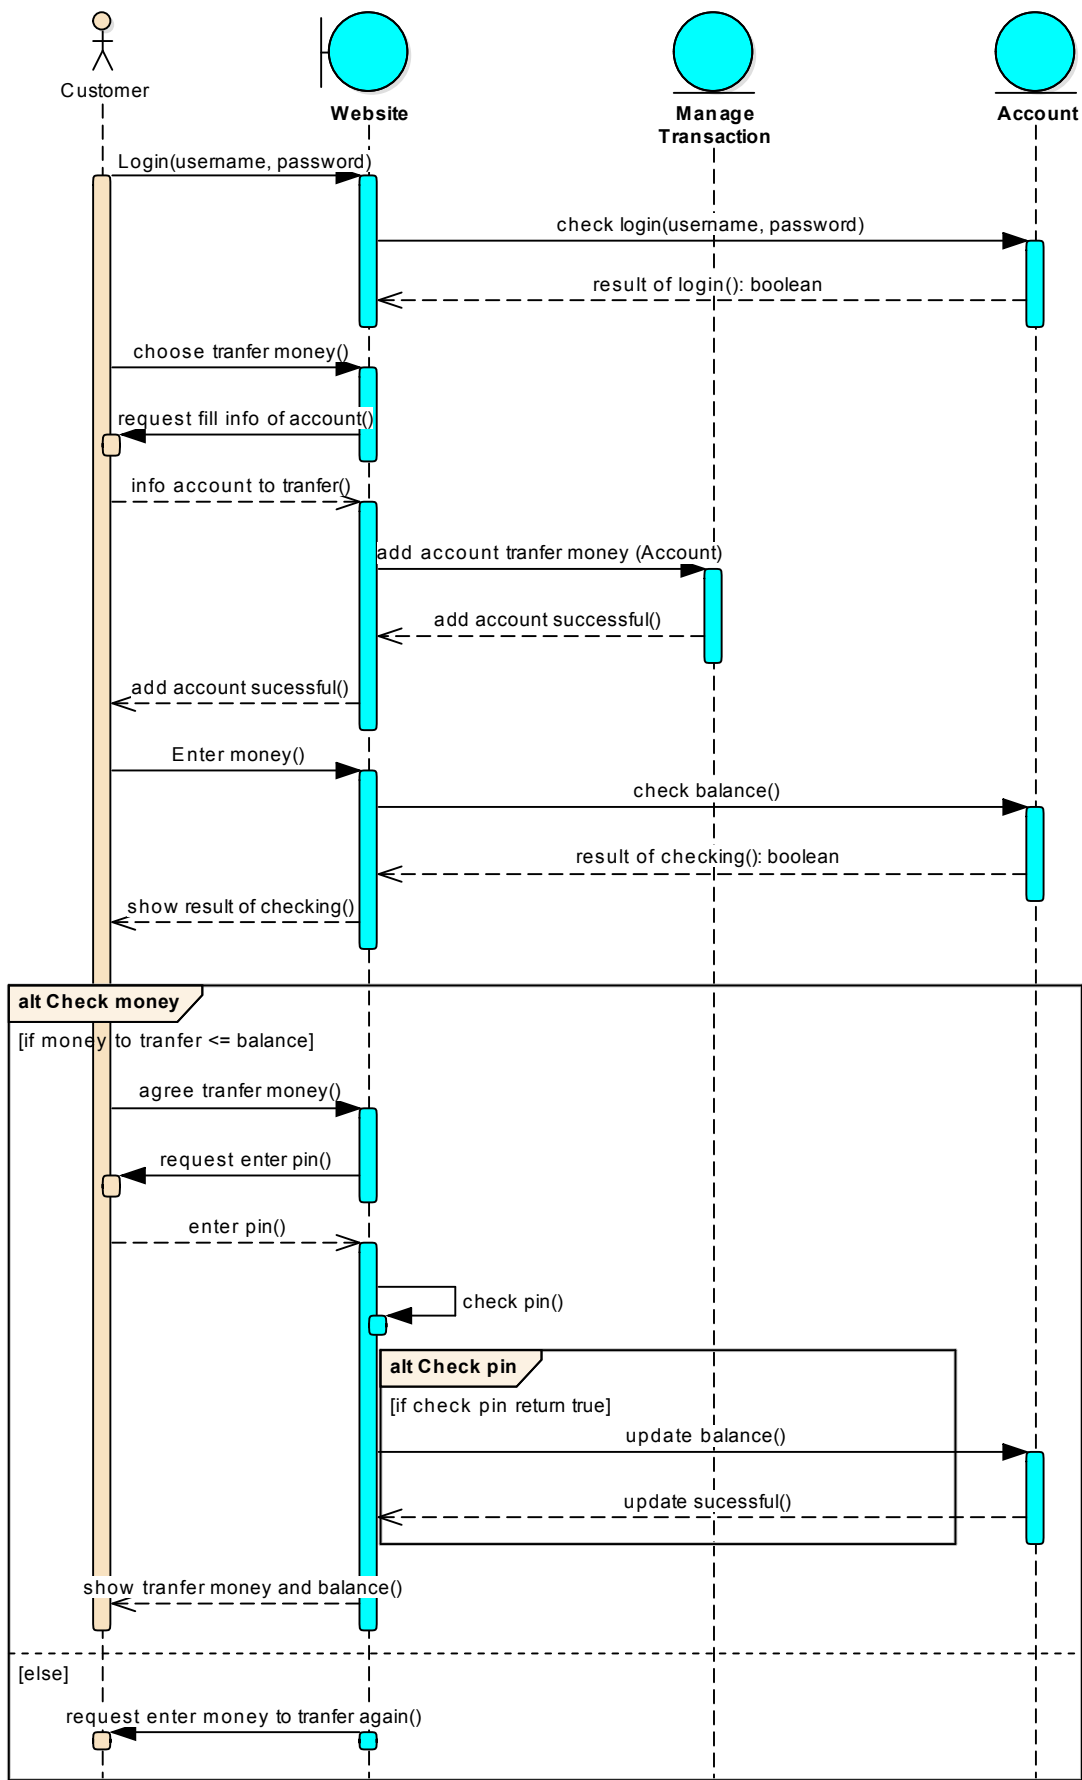 Customer
Website
Manage
Transaction
Account
Login(username, password)
check login(username, password)
result of login(): boolean
choose tranfer money()
request fill info of account()
info account to tranfer()
add account tranfer money (Account)
add account successful()
add account sucessful()
Enter money()
check balance()
result of checking(): boolean
show result of checking()
alt Check money
[if money to tranfer <= balance]
agree tranfer money()
request enter pin()
enter pin()
check pin()
alt Check pin
[if check pin return true]
update balance()
update sucessful()
show tranfer money and balance()
[else]
request enter money to tranfer again()